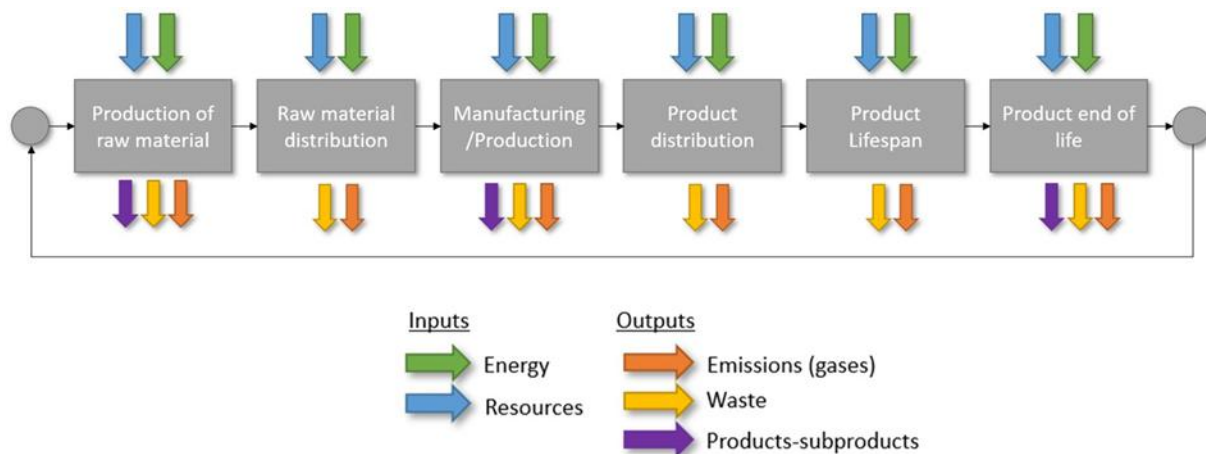 Production of
raw material
Raw material
distribution
Manufacturing
/Production
Product
distribution
Product
Lifespan
Product end of
life
Inputs
Energy
Resources
Outputs
Emissions (gases)
Waste
Products-subproducts